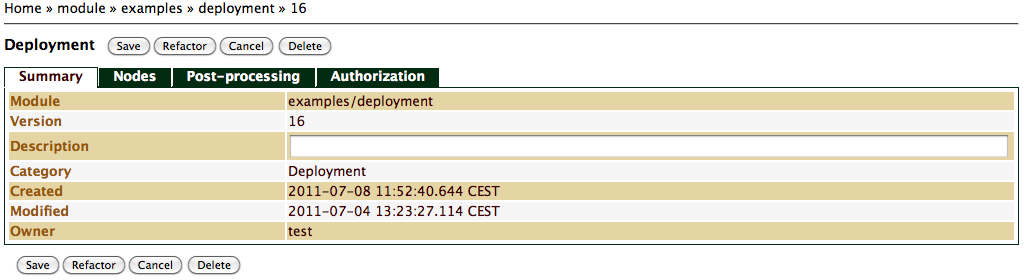 Home » module » examples » deployment » 16
Deployment Save Refactor Cancel Delete
Summary Nodes Post-processing Authorization
Module examples/deployment
Version 16
Description
Category Deployment
Created 2011-07-08 11:52:40.644 CEST
Modified 2011-07-04 13:23:27.114 CEST
Owner test
Save Refactor Cancel Delete